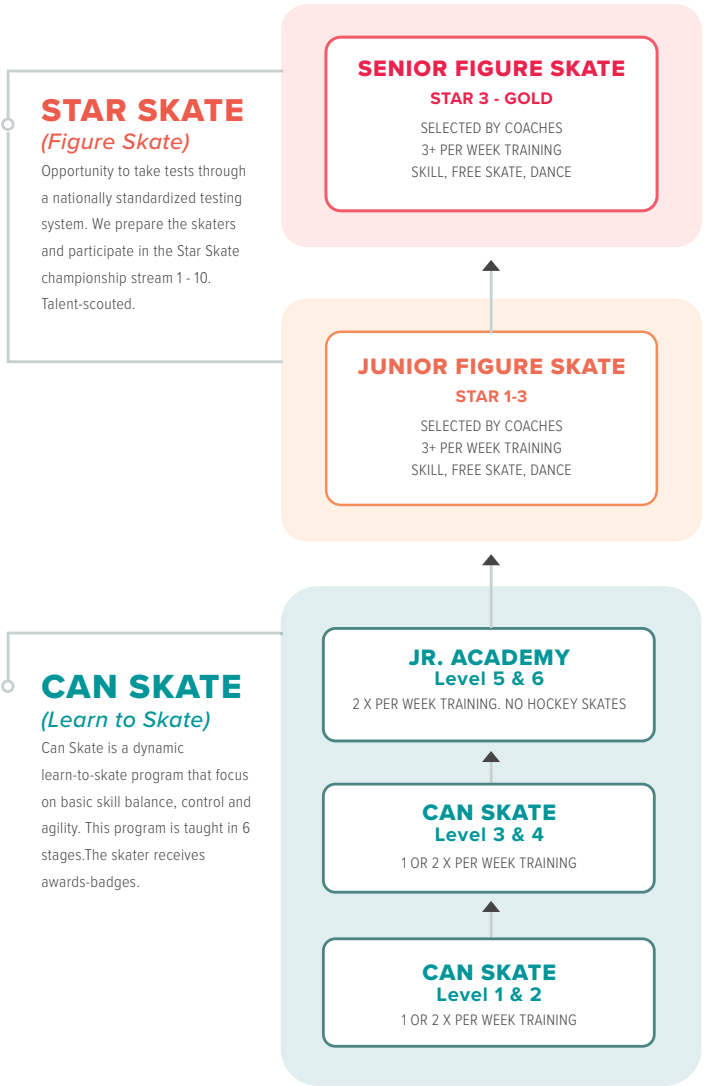 STAR SKATE
(Figure Skate)
Opportunity to take tests through
a nationally standardized testing
system. We prepare the skaters
and participate in the Star Skate
championship stream 1 - 10.
Talent-scouted.
SENIOR FIGURE SKATE
STAR 3 - GOLD
SELECTED BY COACHES
3+ PER WEEK TRAINING
SKILL, FREE SKATE, DANCE
JUNIOR FIGURE SKATE
STAR 1-3
SELECTED BY COACHES
3+ PER WEEK TRAINING
SKILL, FREE SKATE, DANCE
CAN SKATE
(Learn to Skate)
Can Skate is a dynamic
learn-to-skate program that focus
on basic skill balance, control and
agility. This program is taught in 6
stages.The skater receives
awards-badges.
JR. ACADEMY
Level 5 & 6
2 X PER WEEK TRAINING. NO HOCKEY SKATES
CAN SKATE
Level 3 & 4
1 OR 2 X PER WEEK TRAINING
CAN SKATE
Level 1 & 2
1 OR 2 X PER WEEK TRAINING